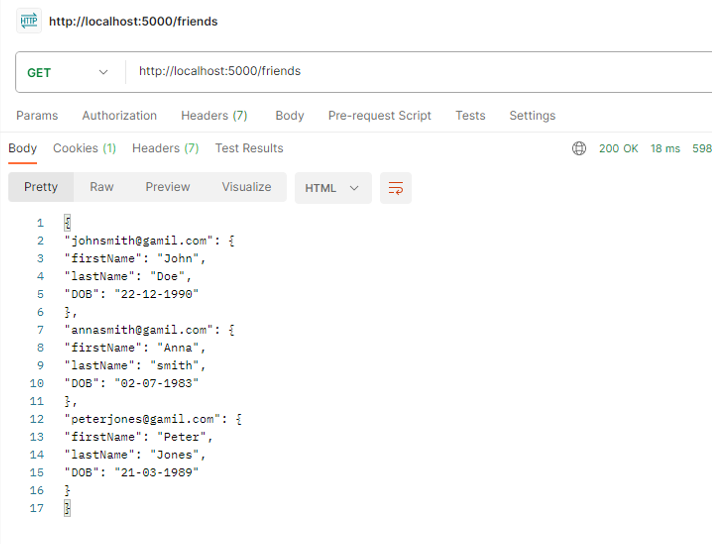 HTTP http://localhost:5000/friends
GET http://localhost:5000/friends
Params Authorization Headers (7) Body Pre-request Script Tests Settings
Body Cookies (1) Headers (7) Test Results 200 OK 18 ms 598
Pretty Raw Preview Visualize HTML
1 {
2 "johnsmith@gamil.com": {
3 "firstName": "John",
4 "lastName": "Doe",
5 "DOB": "22-12-1990"
6 },
7 "annasmith@gamil.com": {
8 "firstName": "Anna",
9 "lastName": "smith",
10 "DOB": "02-07-1983"
11 },
12 "peterjones@gamil.com": {
13 "firstName": "Peter",
14 "lastName": "Jones",
15 "DOB": "21-03-1989"
16 }
17 }